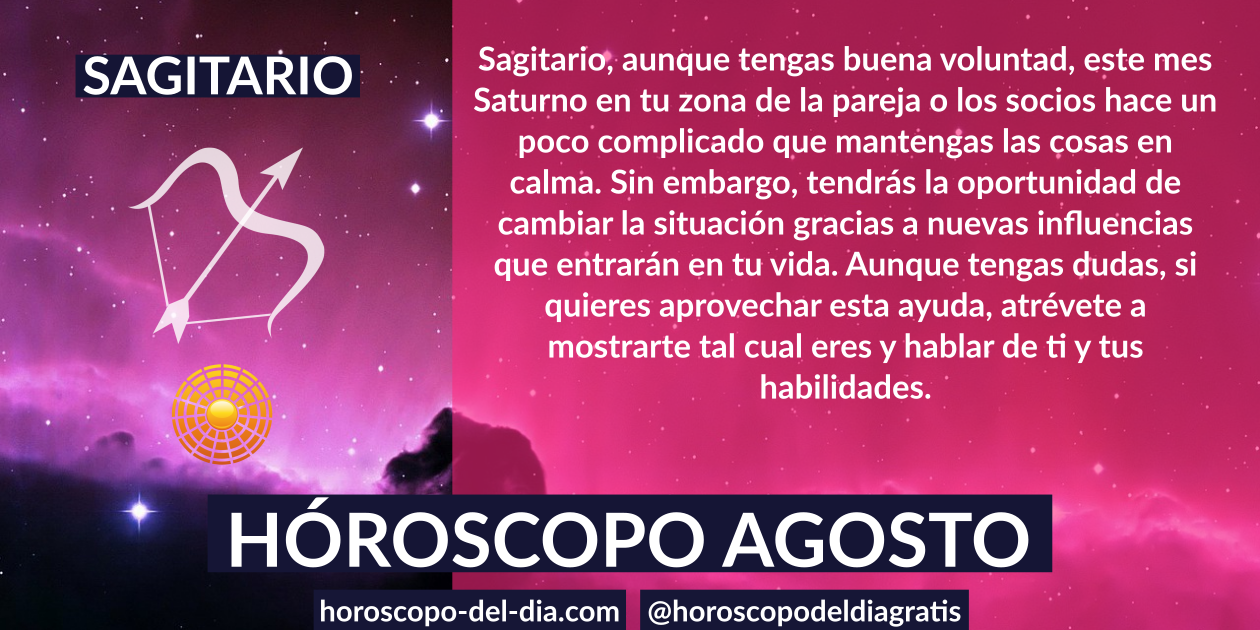 SAGITARIO
Sagitario, aunque tengas buena voluntad, este mes
Saturno en tu zona de la pareja o los socios hace un
poco complicado que mantengas las cosas en
calma. Sin embargo, tendrás la oportunidad de
cambiar la situación gracias a nuevas influencias
que entrarán en tu vida. Aunque tengas dudas, si
quieres aprovechar esta ayuda, atrévete a
mostrarte tal cual eres y hablar de ti y tus
habilidades.
HÓROSCOPO AGOSTO
horoscopo-del-dia.com
@horoscopodeldiagratis